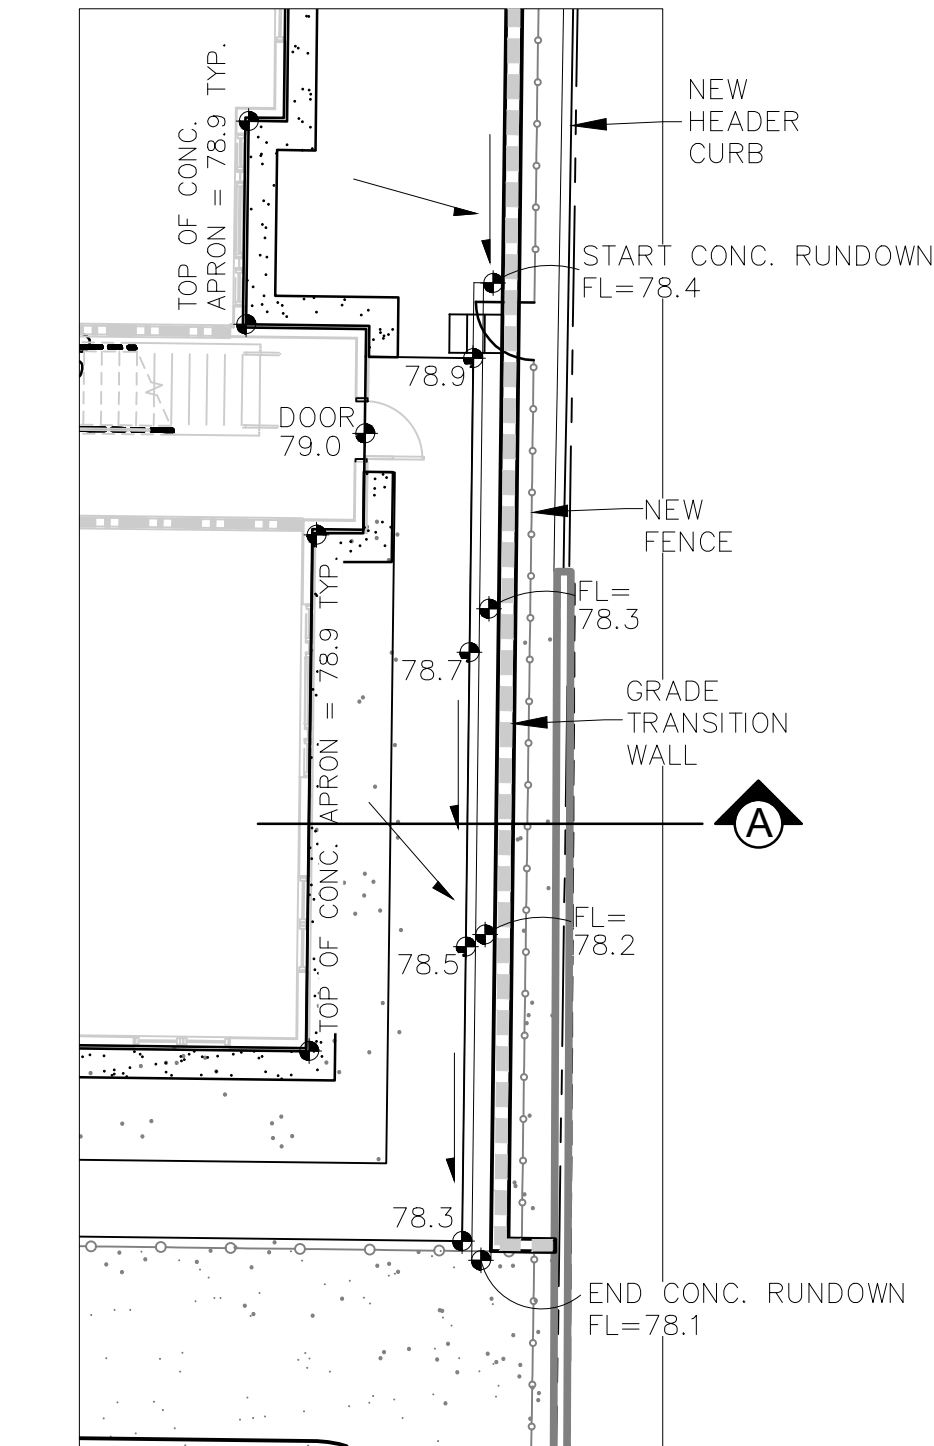 NEW
HEADER
CURB
TOP OF CONC.
APRON = 78.9 TYP.
START CONC. RUNDOWN
FL=78.4
78.9
DOOR
79.0
NEW
FENCE
FL=
78.3
78.7
GRADE
TRANSITION
WALL
TOP OF CONC. APRON = 78.9 TYP.
A
FL=
78.2
78.5
78.3
END CONC. RUNDOWN
FL=78.1